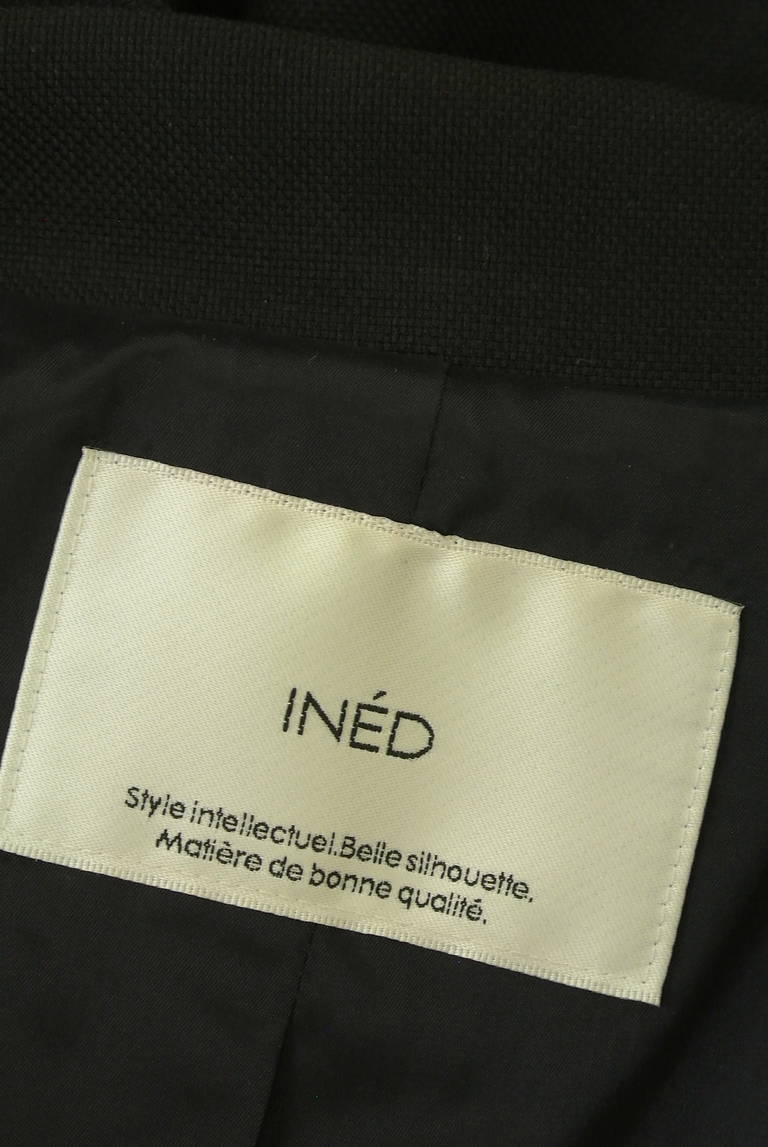 INÉD
Style intellectuel.Belle silhouette.
Matière de bonne qualité.